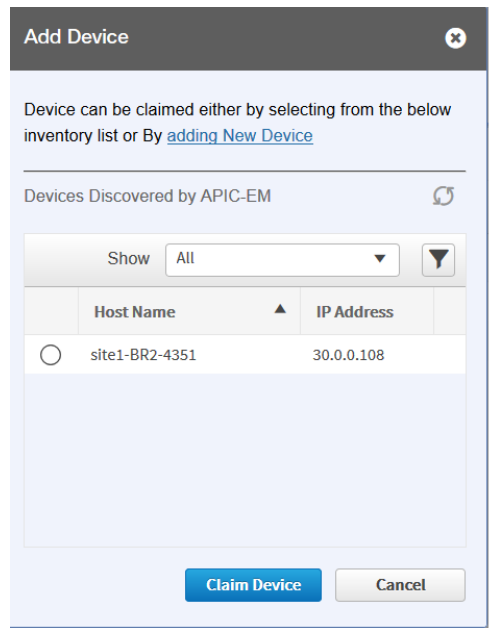 Add Device
Device can be claimed either by selecting from the below
inventory list or By adding New Device
Devices Discovered by APIC-EM
Show All
Host Name IP Address
site1-BR2-4351 30.0.0.108
Claim Device Cancel